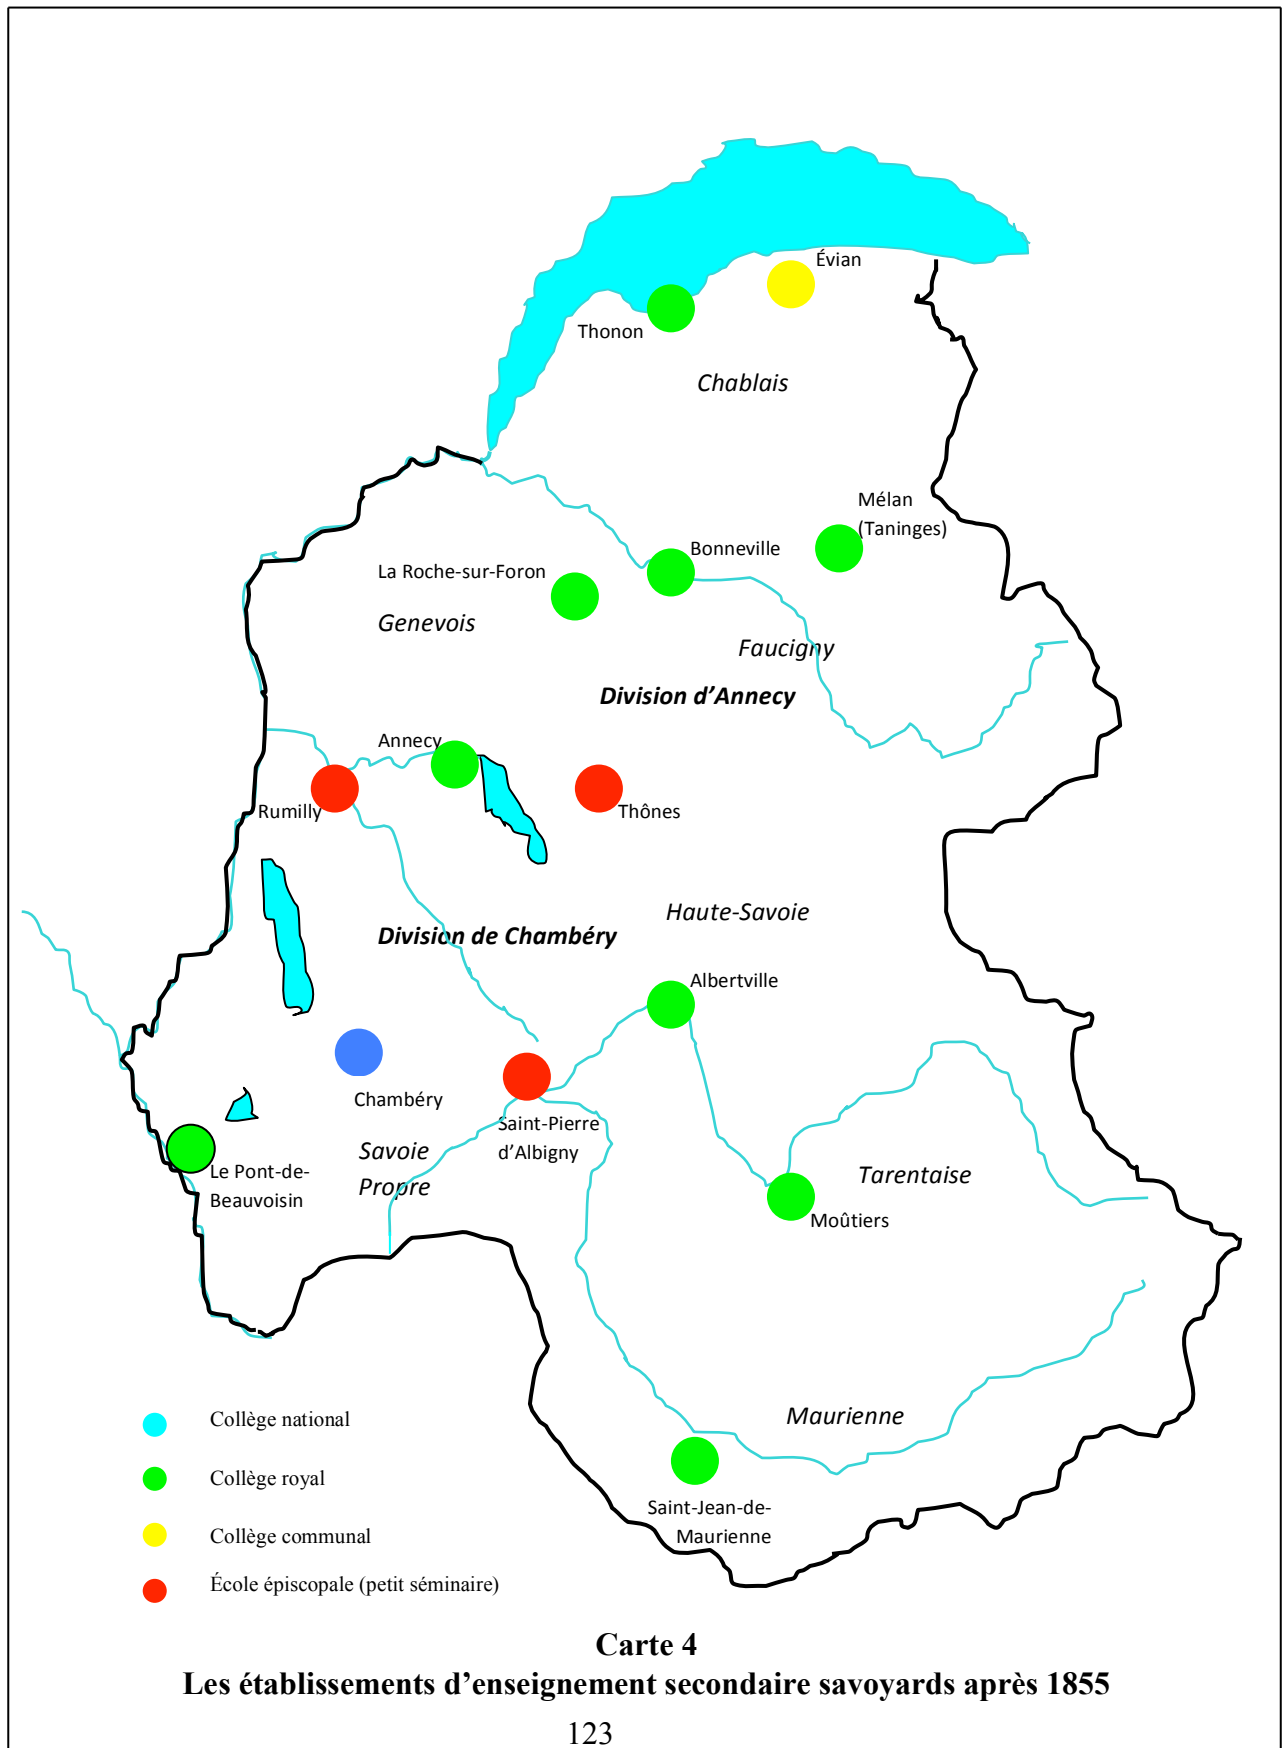 Évian
Thonon
Chablais
Mélan
(Taninges)
Bonneville
La Roche-sur-Foron
Genevois
Faucigny
Division d’Annecy
Annecy
Rumilly
Thônes
Haute-Savoie
Division de Chambéry
Albertville
Chambéry
Saint-Pierre
d’Albigny
Savoie
Propre
Le Pont-de-
Beauvoisin
Tarentaise
Moûtiers
Maurienne
Saint-Jean-de-
Maurienne
Collège national
Collège royal
Collège communal
École épiscopale (petit séminaire)
Carte 4
Les établissements d’enseignement secondaire savoyards après 1855
123